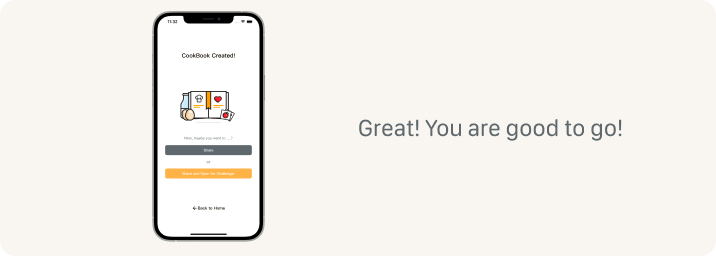 11:32
CookBook Created!
Now, maybe you want to ... ?
Share
or
Share and Open for Challenge
← Back to Home
Great! You are good to go!